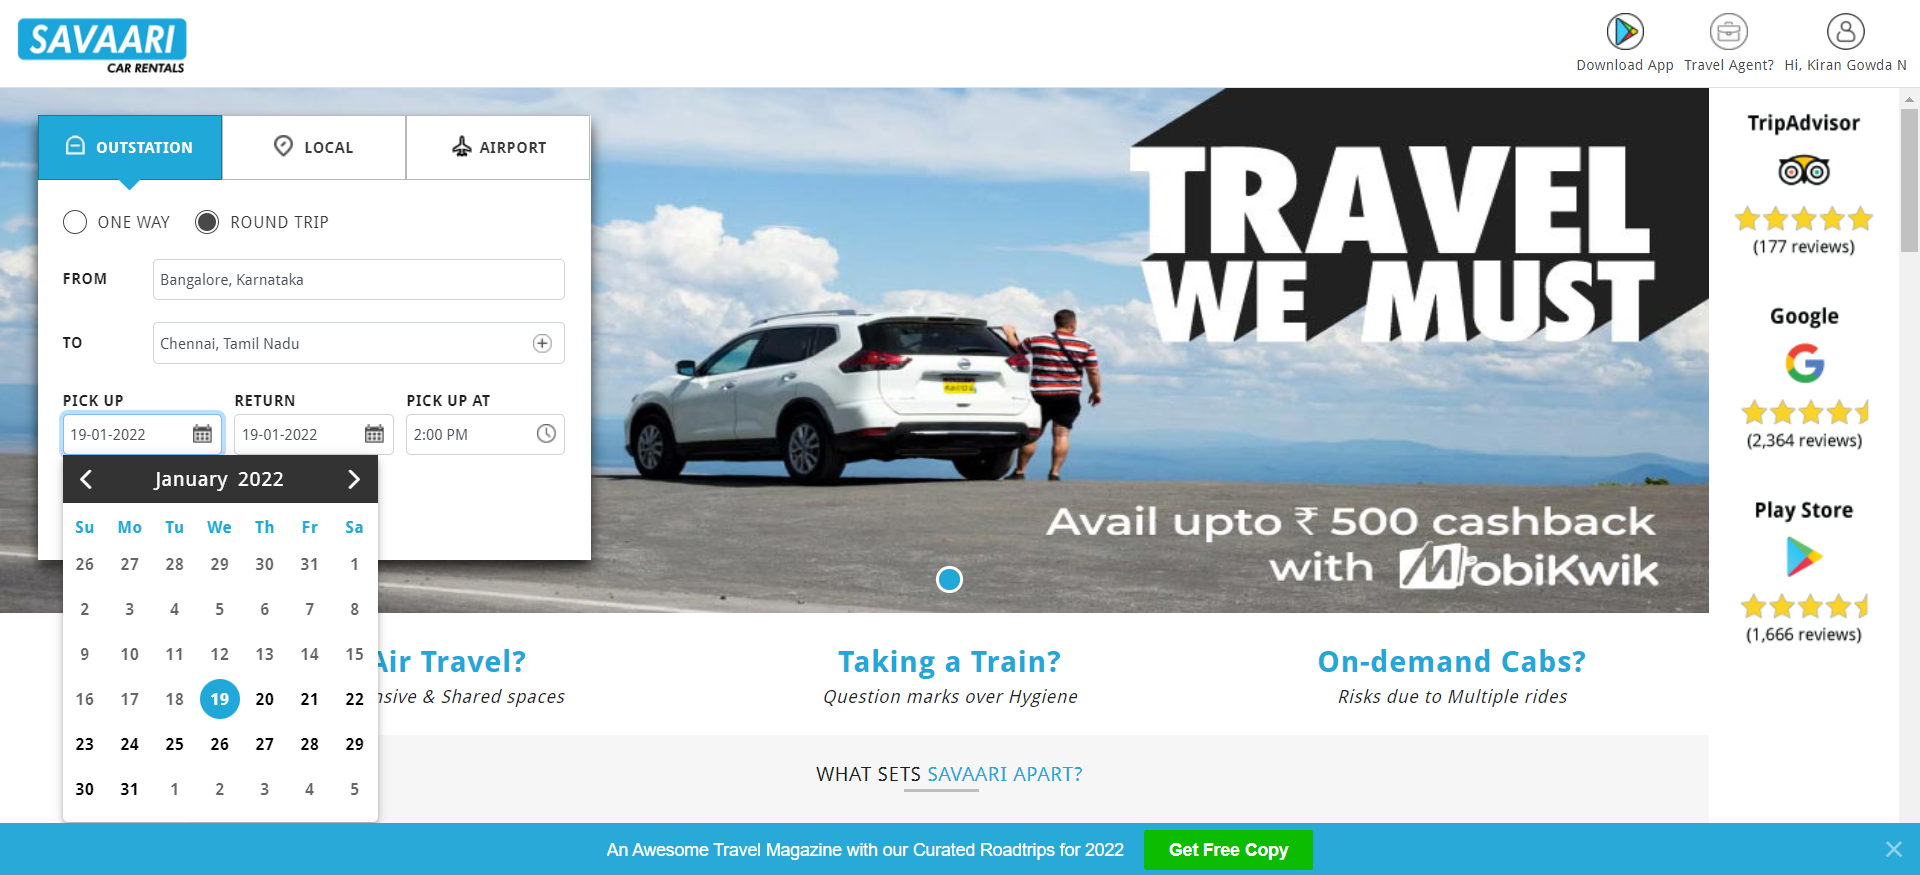 SAVAARI
CAR RENTALS
Download App
Travel Agent?
Hi, Kiran Gowda N
OUTSTATION
LOCAL
AIRPORT
ONE WAY
ROUND TRIP
FROM
Bangalore, Karnataka
TO
Chennai, Tamil Nadu
PICK UP
RETURN
PICK UP AT
19-01-2022
19-01-2022
2:00 PM
January 2022
Su Mo Tu We Th Fr Sa
26 27 28 29 30 31 1
2 3 4 5 6 7 8
9 10 11 12 13 14 15
16 17 18 19 20 21 22
23 24 25 26 27 28 29
30 31 1 2 3 4 5
TRAVEL
WE MUST
Avail upto ₹ 500 cashback
with MobiKwik
TripAdvisor
(177 reviews)
Google
(2,364 reviews)
Play Store
(1,666 reviews)
Air Travel?
nsive & Shared spaces
Taking a Train?
Question marks over Hygiene
On-demand Cabs?
Risks due to Multiple rides
WHAT SETS SAVAARI APART?
An Awesome Travel Magazine with our Curated Roadtrips for 2022
Get Free Copy